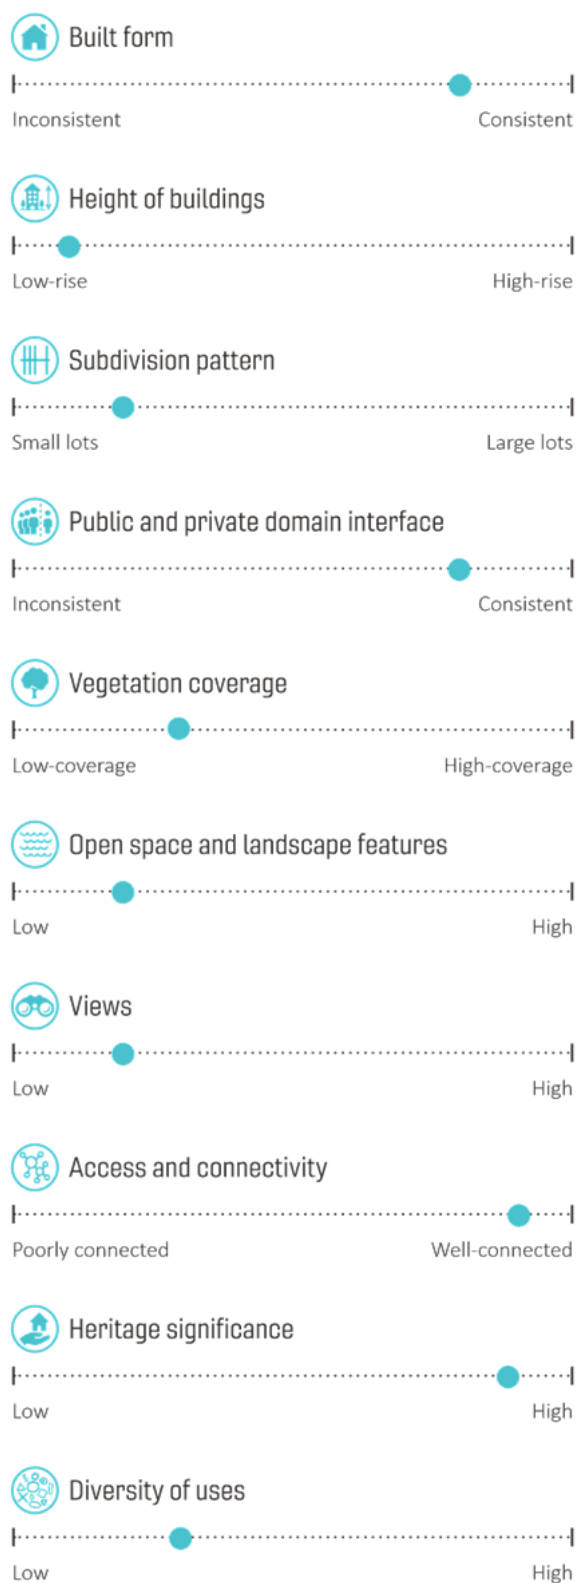 Built form
Inconsistent Consistent
Height of buildings
Low-rise High-rise
Subdivision pattern
Small lots Large lots
Public and private domain interface
Inconsistent Consistent
Vegetation coverage
Low-coverage High-coverage
Open space and landscape features
Low High
Views
Low High
Access and connectivity
Poorly connected Well-connected
Heritage significance
Low High
Diversity of uses
Low High